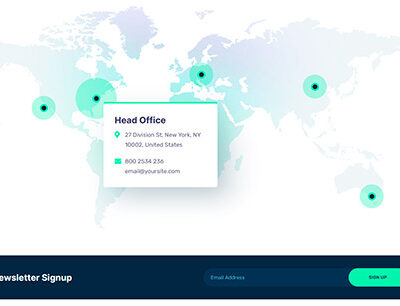 Head Office
27 Division St, New York, NY
10002, United States
800 2534 236
email@yoursite.com
ewsletter Signup
Email Address
SIGN UP